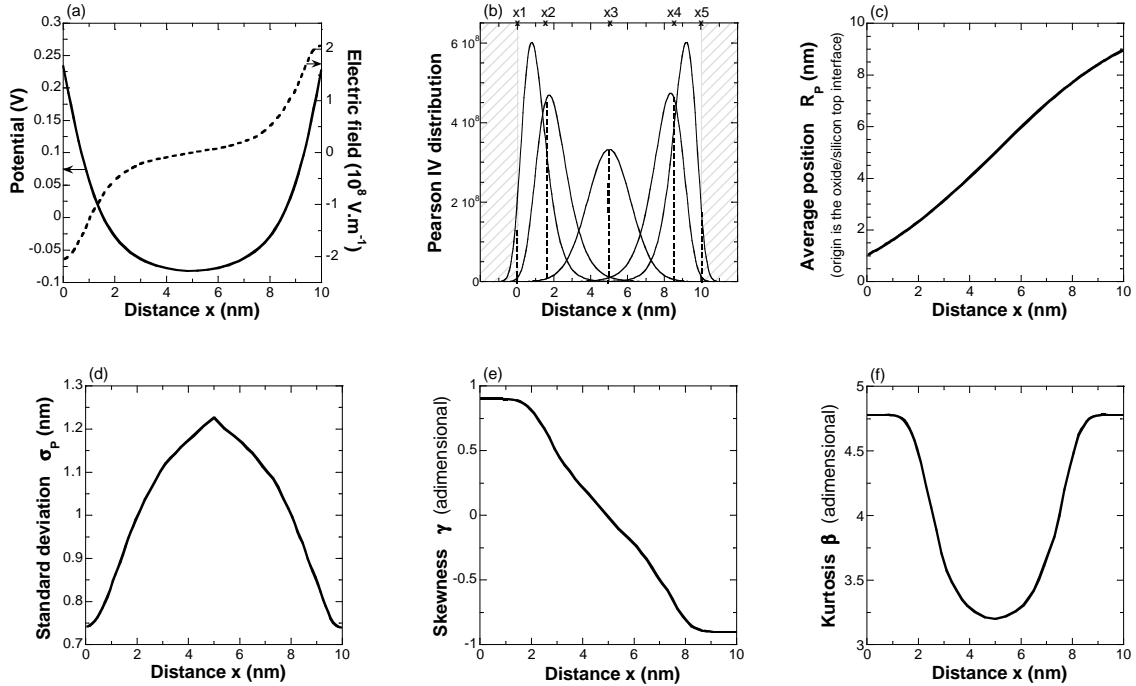 (a)
Potential (V)
0.3
0.25
0.2
0.15
0.1
0.05
0
-0.05
-0.1
0 2 4 6 8 10
Distance x (nm)
2
1
0
-1
-2
Electric field (10⁸ V.m⁻¹)
(b)
x1 x2 x3 x4 x5
Pearson IV distribution
6 10⁸
4 10⁸
2 10⁸
0
0 2 4 6 8 10
Distance x (nm)
(c)
Average position R_P (nm)
(origin is the oxide/silicon top interface)
10
8
6
4
2
0
0 2 4 6 8 10
Distance x (nm)
(d)
Standard deviation σ_P (nm)
1.3
1.2
1.1
1
0.9
0.8
0.7
0 2 4 6 8 10
Distance x (nm)
(e)
Skewness γ (adimensional)
1
0.5
0
-0.5
-1
0 2 4 6 8 10
Distance x (nm)
(f)
Kurtosis β (adimensional)
5
4.5
4
3.5
3
0 2 4 6 8 10
Distance x (nm)